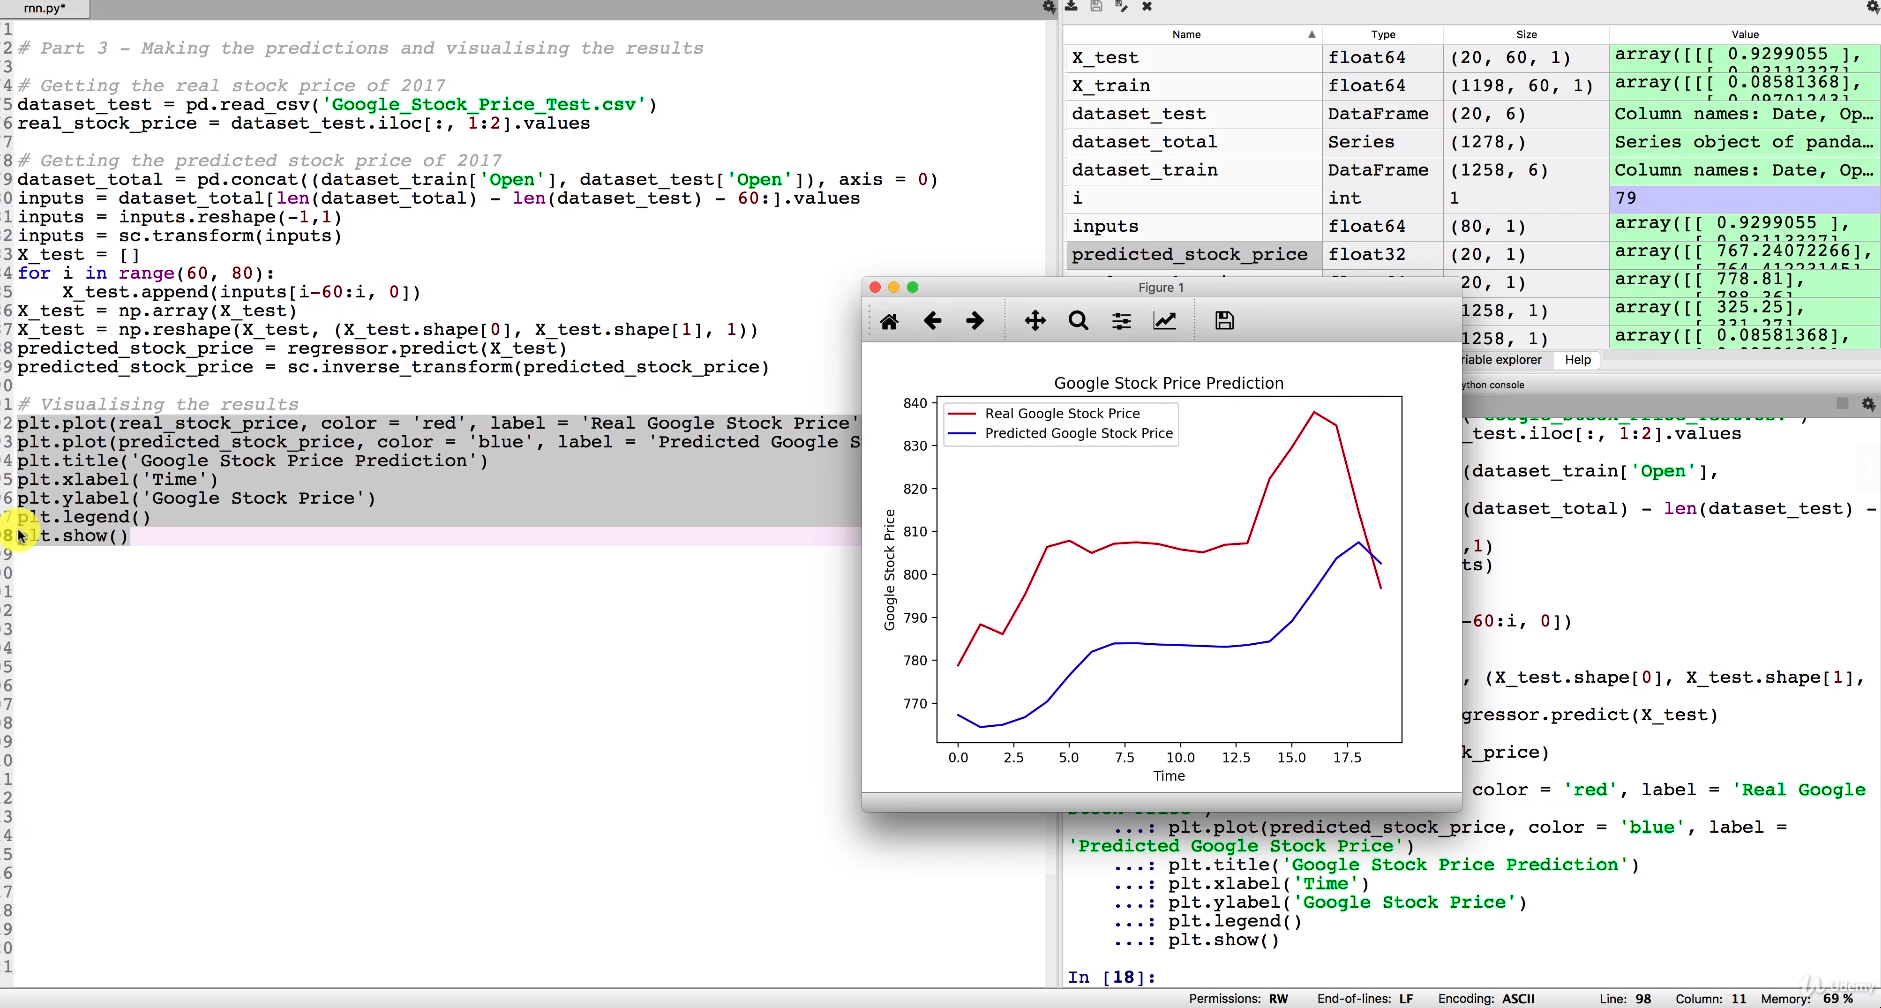 rnn.py*
1
2 # Part 3 - Making the predictions and visualising the results
3
4 # Getting the real stock price of 2017
5 dataset_test = pd.read_csv('Google_Stock_Price_Test.csv')
6 real_stock_price = dataset_test.iloc[:, 1:2].values
7
8 # Getting the predicted stock price of 2017
9 dataset_total = pd.concat((dataset_train['Open'], dataset_test['Open']), axis = 0)
0 inputs = dataset_total[len(dataset_total) - len(dataset_test) - 60:].values
1 inputs = inputs.reshape(-1,1)
2 inputs = sc.transform(inputs)
3 X_test = []
4 for i in range(60, 80):
5 X_test.append(inputs[i-60:i, 0])
6 X_test = np.array(X_test)
7 X_test = np.reshape(X_test, (X_test.shape[0], X_test.shape[1], 1))
8 predicted_stock_price = regressor.predict(X_test)
9 predicted_stock_price = sc.inverse_transform(predicted_stock_price)
0
1 # Visualising the results
2 plt.plot(real_stock_price, color = 'red', label = 'Real Google Stock Price'
3 plt.plot(predicted_stock_price, color = 'blue', label = 'Predicted Google S
4 plt.title('Google Stock Price Prediction')
5 plt.xlabel('Time')
6 plt.ylabel('Google Stock Price')
7 plt.legend()
8 plt.show()
9
0
1
2
3
4
5
6
7
8
9
0
1
2
3
4
5
6
7
8
9
0
1
Name Type Size Value
X_test float64 (20, 60, 1) array([[[ 0.9299055 ],
X_train float64 (1198, 60, 1) array([[[ 0.08581368],
dataset_test DataFrame (20, 6) Column names: Date, Op...
dataset_total Series (1278,) Series object of panda...
dataset_train DataFrame (1258, 6) Column names: Date, Op...
i int 1 79
inputs float64 (80, 1) array([[ 0.9299055 ],
predicted_stock_price float32 (20, 1) array([[ 767.24072266],
20, 1) array([[ 778.81],
1258, 1) array([[ 325.25],
1258, 1) array([[ 0.08581368],
riable explorer Help
ython console
Figure 1
Google Stock Price Prediction
Real Google Stock Price
Predicted Google Stock Price
840
830
820
810
800
790
780
770
Google Stock Price
0.0 2.5 5.0 7.5 10.0 12.5 15.0 17.5
Time
_test.iloc[:, 1:2].values
(dataset_train['Open'],
(dataset_total) - len(dataset_test) -
,1)
ts)
-60:i, 0])
, (X_test.shape[0], X_test.shape[1],
gressor.predict(X_test)
k_price)
color = 'red', label = 'Real Google
...: plt.plot(predicted_stock_price, color = 'blue', label =
'Predicted Google Stock Price')
...: plt.title('Google Stock Price Prediction')
...: plt.xlabel('Time')
...: plt.ylabel('Google Stock Price')
...: plt.legend()
...: plt.show()
In [18]:
Udemy
Permissions: RW End-of-lines: LF Encoding: ASCII Line: 98 Column: 11 Memory: 69 %